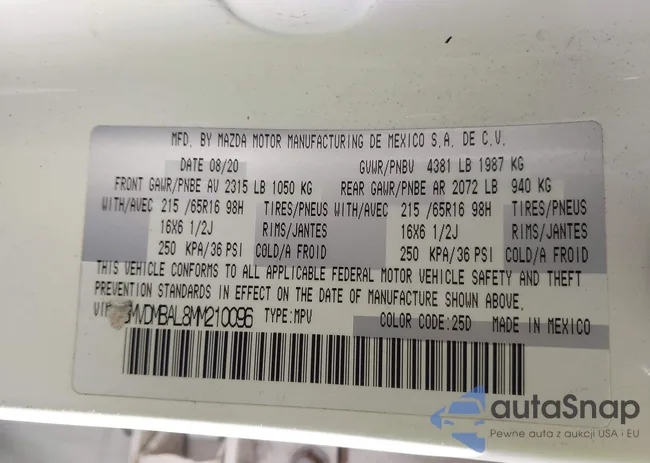 MFD. BY MAZDA MOTOR MANUFACTURING DE MEXICO S.A. DE C.V.
DATE 08/20 GVWR/PNBV 4381 LB 1987 KG
FRONT GAWR/PNBE AV 2315 LB 1050 KG REAR GAWR/PNBE AR 2072 LB 940 KG
WITH/AVEC 215 /65R16 98H TIRES/PNEUS WITH/AVEC 215 /65R16 98H TIRES/PNEUS
16X6 1/2J RIMS/JANTES 16X6 1/2J RIMS/JANTES
250 KPA/36 PSI COLD/A FROID 250 KPA/36 PSI COLD/A FROID
THIS VEHICLE CONFORMS TO ALL APPLICABLE FEDERAL MOTOR VEHICLE SAFETY AND THEFT
PREVENTION STANDARDS IN EFFECT ON THE DATE OF MANUFACTURE SHOWN ABOVE.
MVDMBAL8MM210096 TYPE: MPV COLOR CODE: 25D MADE IN MEXICO
autaSnap
Pewne auta z aukcji USA i EU